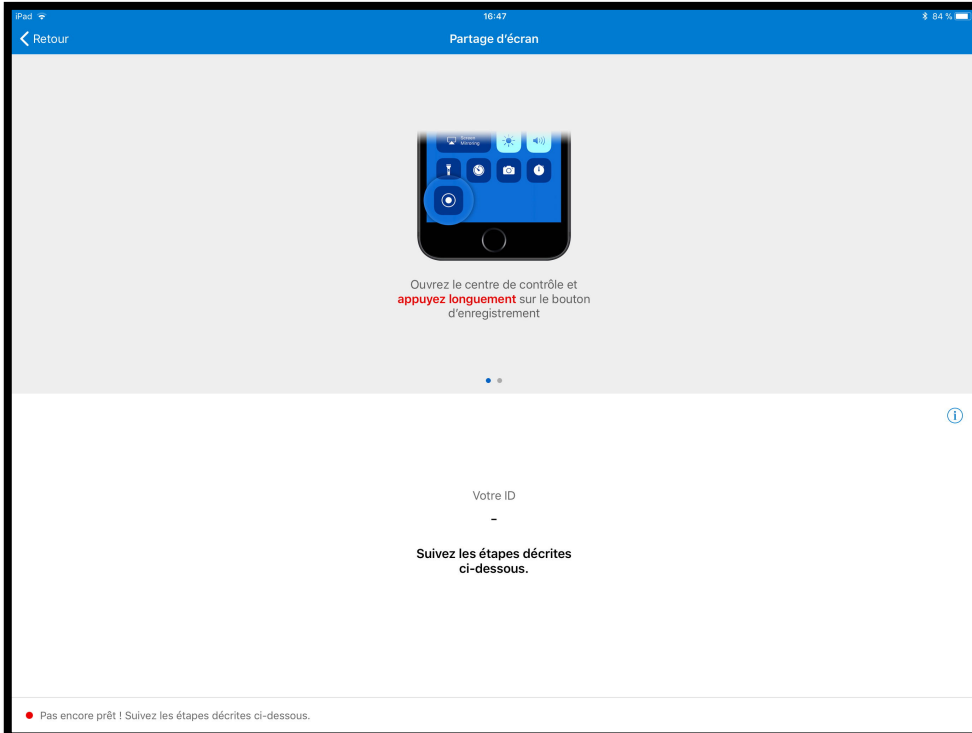 iPad 16:47 84 %
Retour Partage d'écran
Screen
Mirroring
Ouvrez le centre de contrôle et
appuyez longuement sur le bouton
d'enregistrement
Votre ID
-
Suivez les étapes décrites
ci-dessous.
Pas encore prêt ! Suivez les étapes décrites ci-dessous.